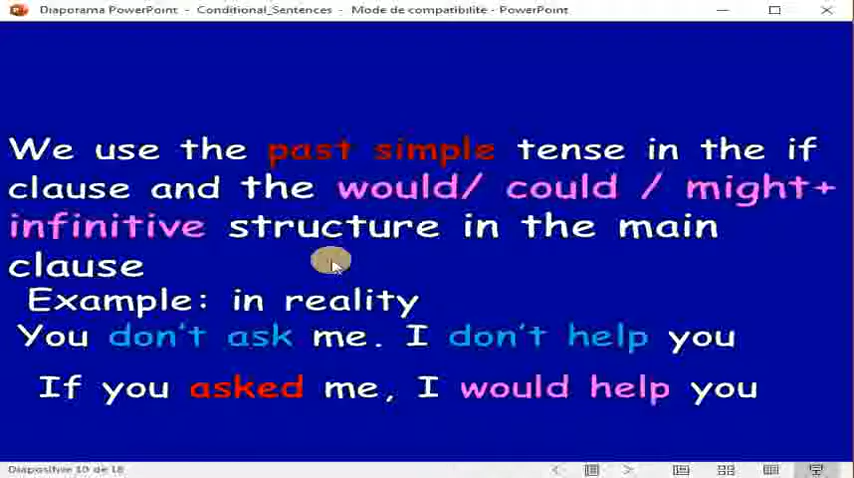 Diaporama PowerPoint - Conditional_Sentences - Mode de compatibilité - PowerPoint
We use the past simple tense in the if
clause and the would/ could / might+
infinitive structure in the main
clause
Example: in reality
You don't ask me. I don't help you
If you asked me, I would help you
Diapositive 10 de 18